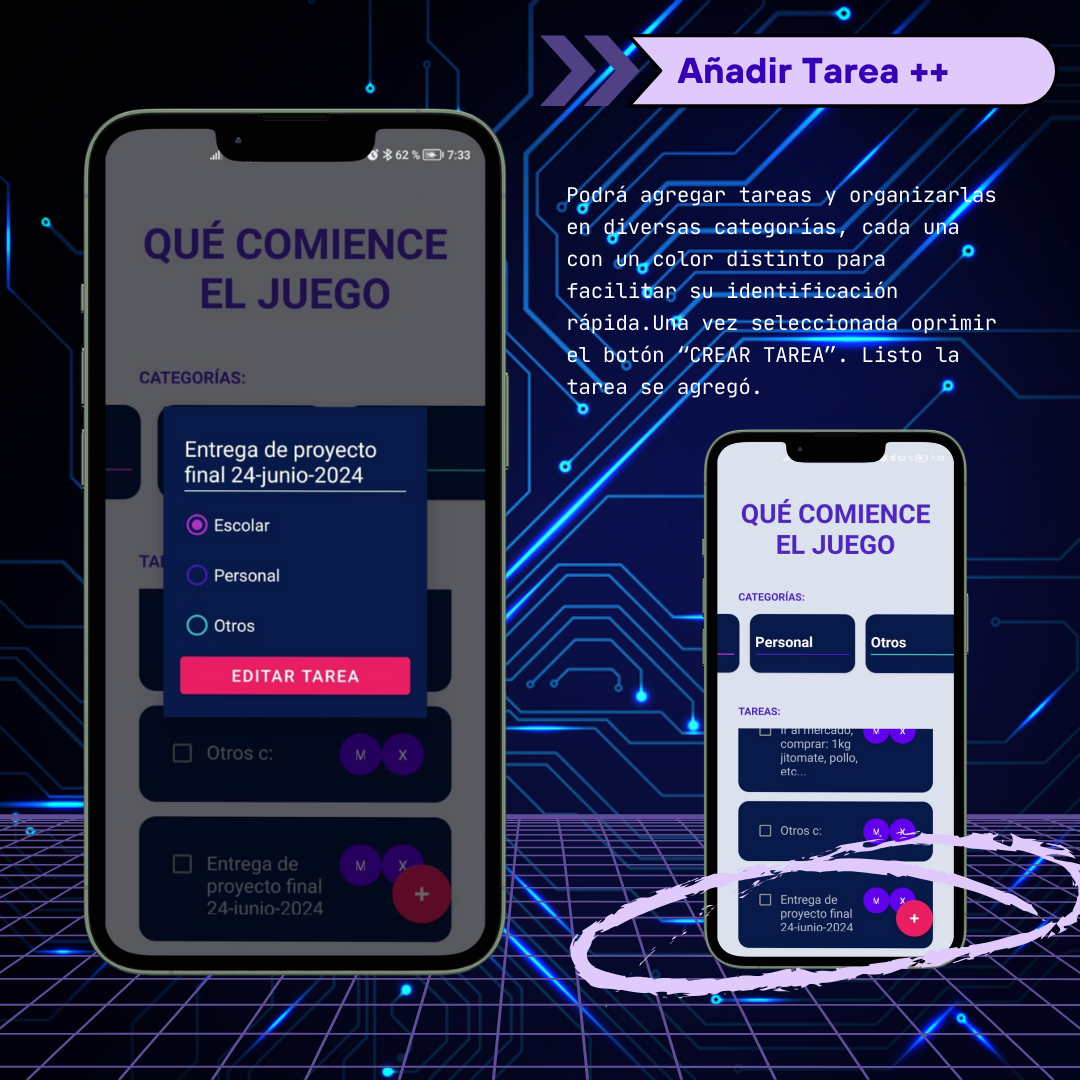 Añadir Tarea ++
Podrá agregar tareas y organizarlas
en diversas categorías, cada una
con un color distinto para
facilitar su identificación
rápida.Una vez seleccionada oprimir
el botón “CREAR TAREA”. Listo la
tarea se agregó.
62 % 7:33
QUÉ COMIENCE
EL JUEGO
CATEGORÍAS:
Entrega de proyecto
final 24-junio-2024
Escolar
TA
Personal
Otros
EDITAR TAREA
Otros c:
M X
Entrega de
proyecto final
24-junio-2024
M X
+
62 % 7:33
QUÉ COMIENCE
EL JUEGO
CATEGORÍAS:
Personal
Otros
TAREAS:
Ir al mercado,
comprar: 1kg
jitomate, pollo,
etc...
M X
Otros c:
M X
Entrega de
proyecto final
24-junio-2024
M X
+